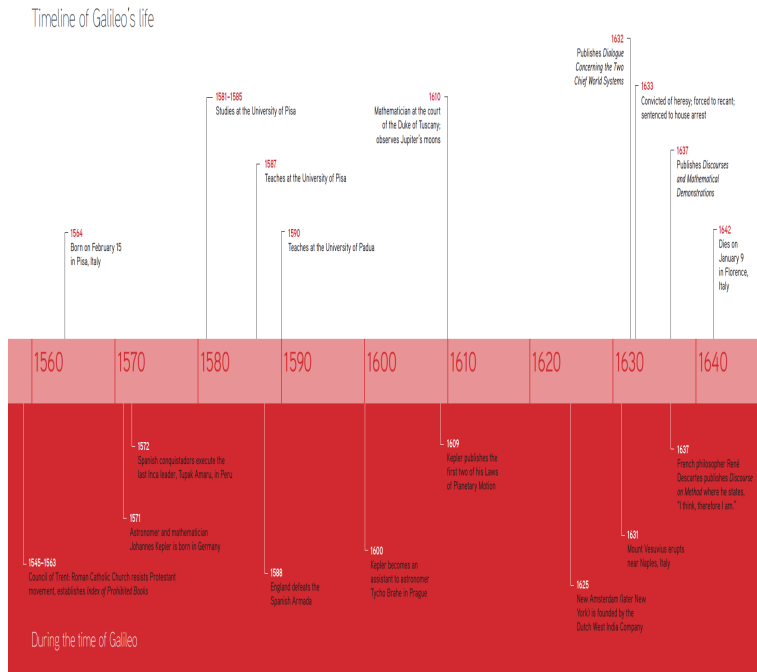 Timeline of Galileo's life
1564
Born on February 15
in Pisa, Italy
1581–1585
Studies at the University of Pisa
1587
Teaches at the University of Pisa
1590
Teaches at the University of Padua
1610
Mathematician at the court
of the Duke of Tuscany;
observes Jupiter's moons
1632
Publishes Dialogue
Concerning the Two
Chief World Systems
1633
Convicted of heresy; forced to recant;
sentenced to house arrest
1637
Publishes Discourses
and Mathematical
Demonstrations
1642
Dies on
January 9
in Florence,
Italy
1560 1570 1580 1590 1600 1610 1620 1630 1640
1545–1563
Council of Trent: Roman Catholic Church resists Protestant
movement, establishes Index of Prohibited Books
1571
Astronomer and mathematician
Johannes Kepler is born in Germany
1572
Spanish conquistadors execute the
last Inca leader, Tupak Amaru, in Peru
1588
England defeats the
Spanish Armada
1600
Kepler becomes an
assistant to astronomer
Tycho Brahe in Prague
1609
Kepler publishes the
first two of his Laws
of Planetary Motion
1625
New Amsterdam (later New
York) is founded by the
Dutch West India Company
1631
Mount Vesuvius erupts
near Naples, Italy
1637
French philosopher René
Descartes publishes Discourse
on Method where he states,
"I think, therefore I am."
During the time of Galileo